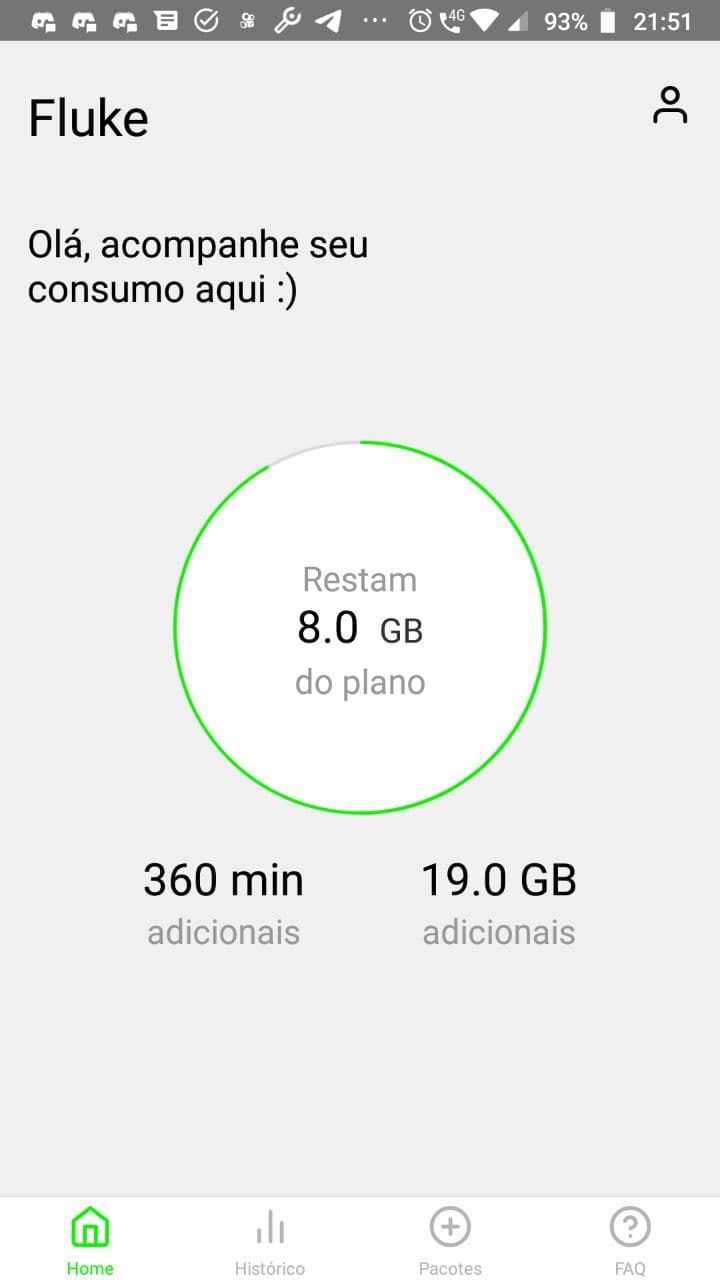 4G 93% 21:51
Fluke
Olá, acompanhe seu
consumo aqui :)
Restam
8.0 GB
do plano
360 min 19.0 GB
adicionais adicionais
Home Histórico Pacotes FAQ